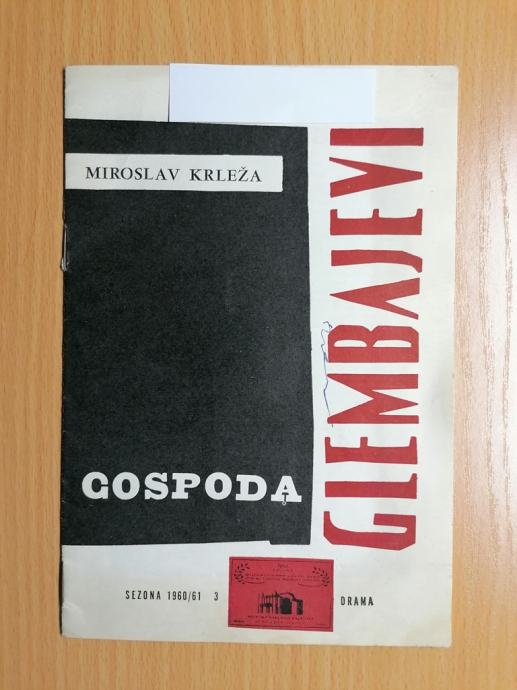 MIROSLAV KRLEŽA
GOSPODA
GLEMBAJEVI
SEZONA 1960/61 3
DRAMA